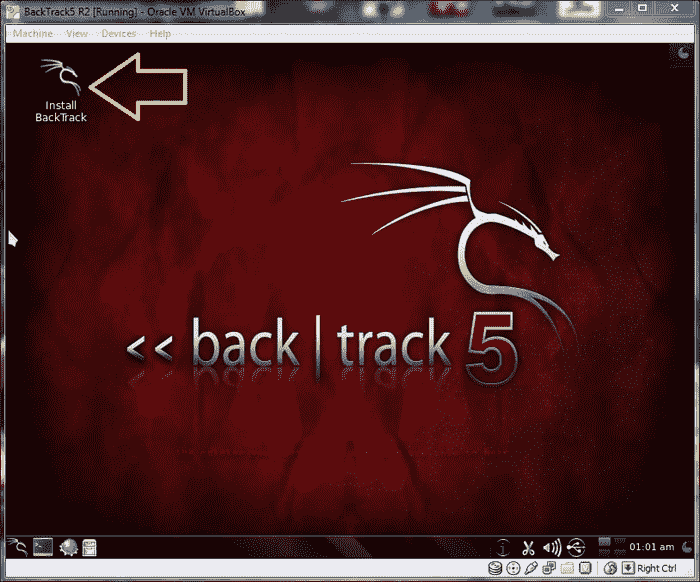 BackTrack5 R2 [Running] - Oracle VM VirtualBox
Machine View Devices Help
Install
BackTrack
<< back | track 5
01:01 am
Right Ctrl